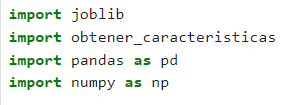 import joblib
import obtener_caracteristicas
import pandas as pd
import numpy as np